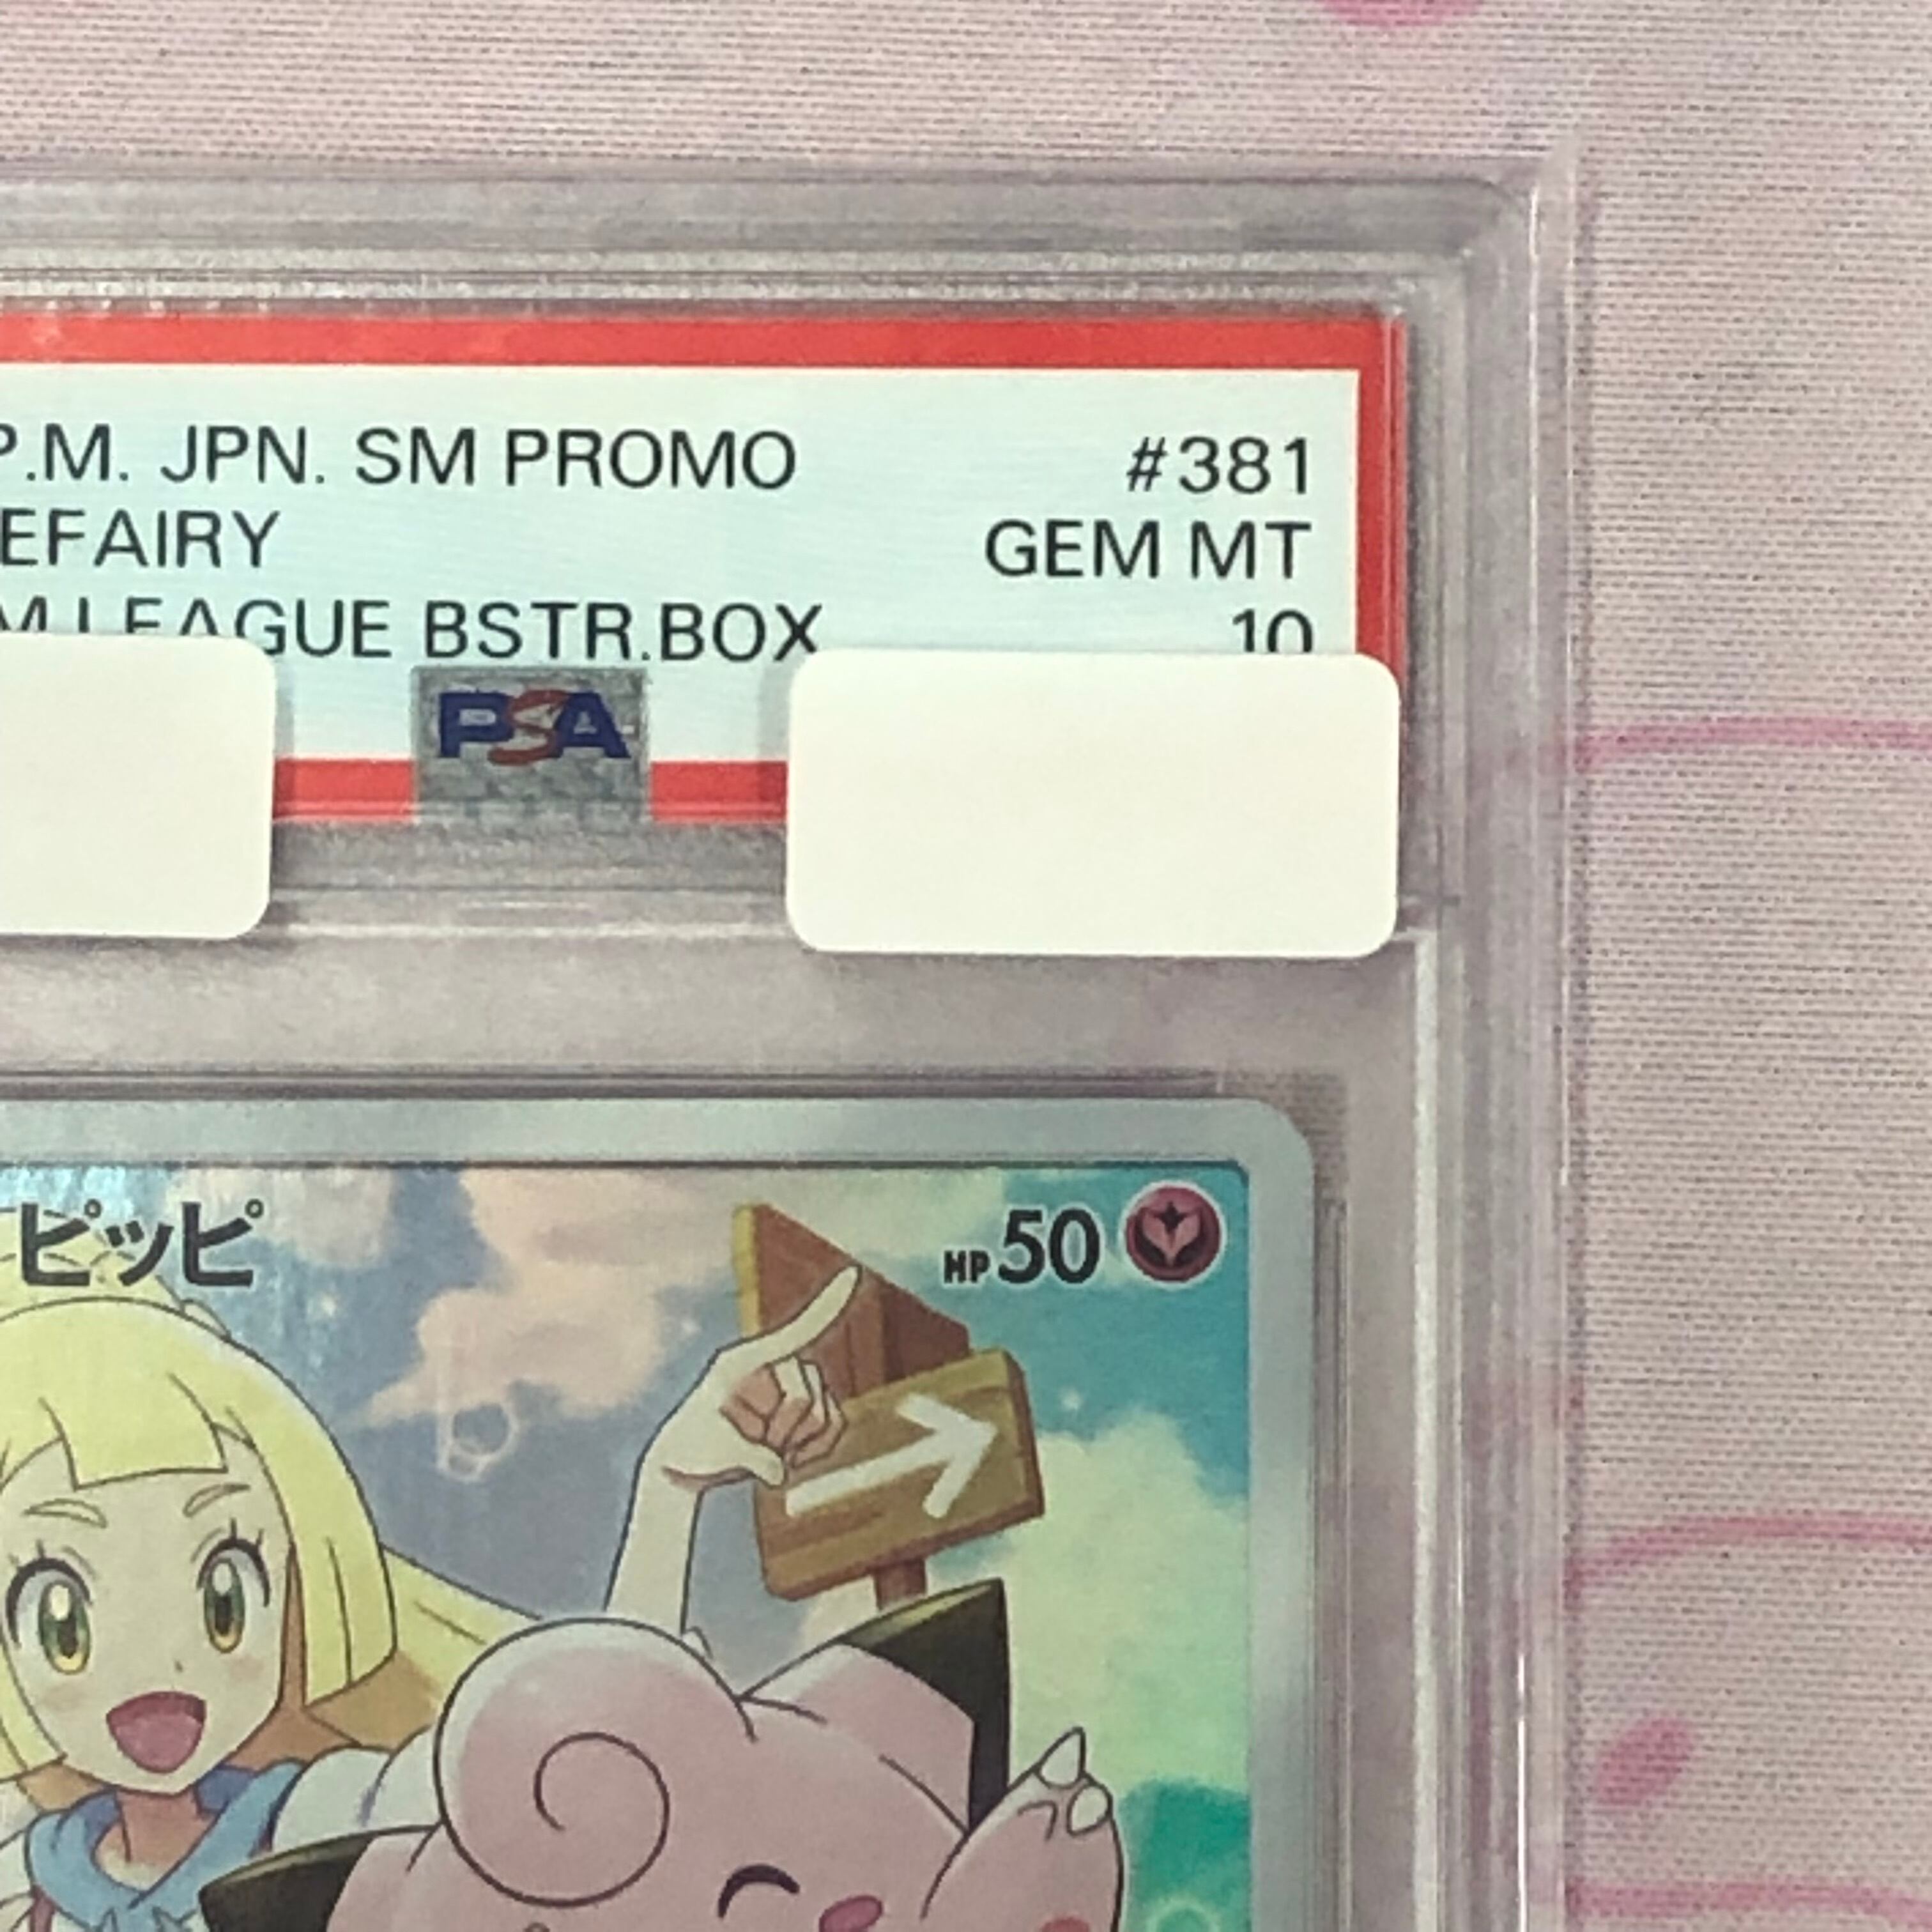 P.M. JPN. SM PROMO #381
EFAIRY GEM MT
M LEAGUE BSTR.BOX 10
PSA
ピッピ HP50